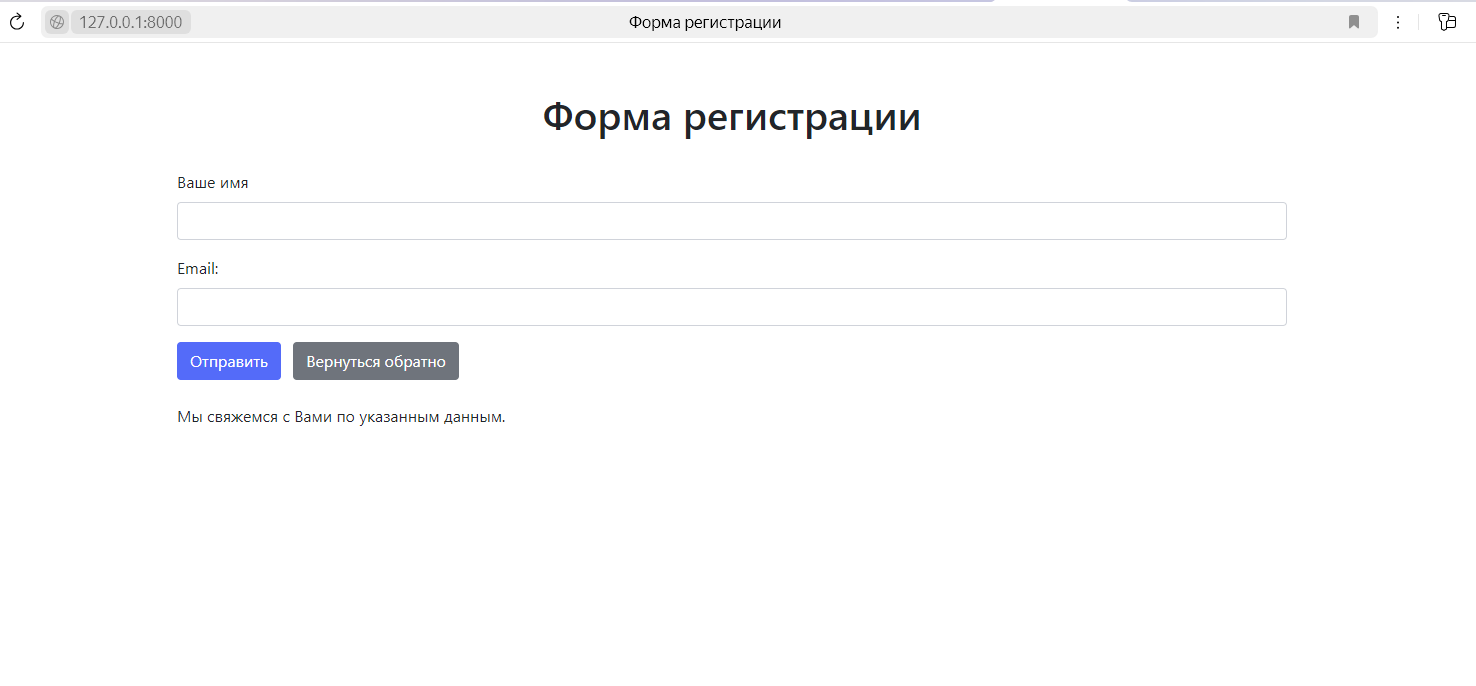 127.0.0.1:8000 Форма регистрации
Форма регистрации
Ваше имя
Email:
Отправить Вернуться обратно
Мы свяжемся с Вами по указанным данным.